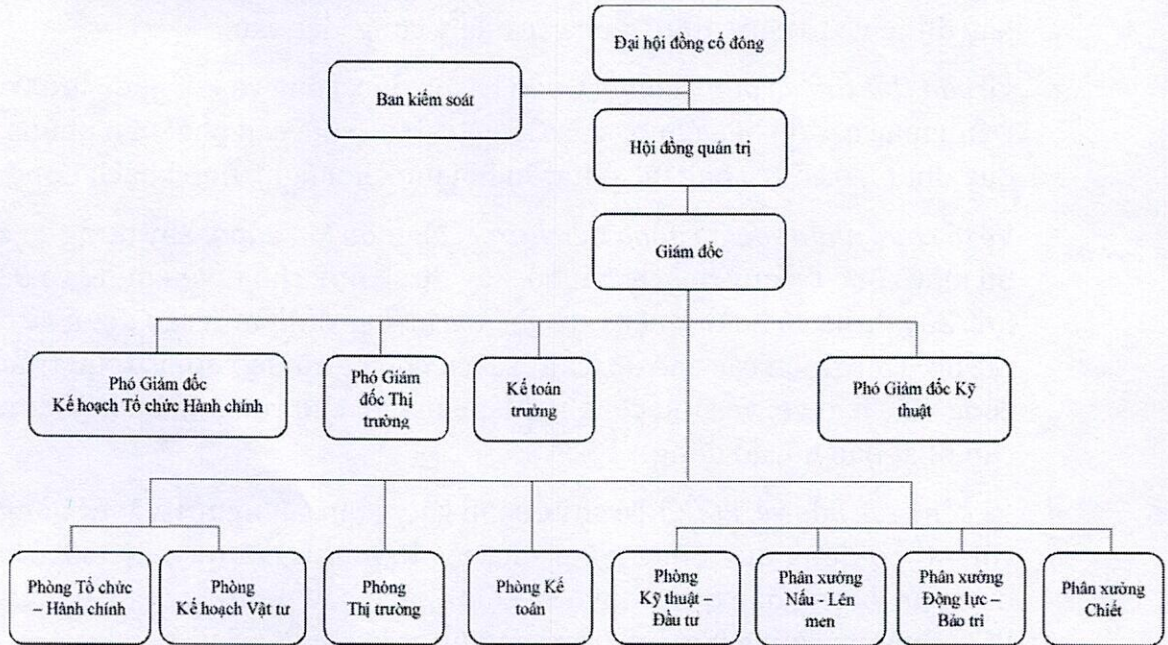 Đại hội đồng cổ đông
Ban kiểm soát
Hội đồng quản trị
Giám đốc
Phó Giám đốc
Kế hoạch Tổ chức Hành chính
Phó Giám
đốc Thị
trường
Kế toán
trưởng
Phó Giám đốc Kỹ
thuật
Phòng Tổ chức
– Hành chính
Phòng
Kế hoạch Vật tư
Phòng
Thị trường
Phòng Kế
toán
Phòng
Kỹ thuật –
Đầu tư
Phân xưởng
Nấu - Lên
men
Phân xưởng
Động lực –
Bảo trì
Phân xưởng
Chiết